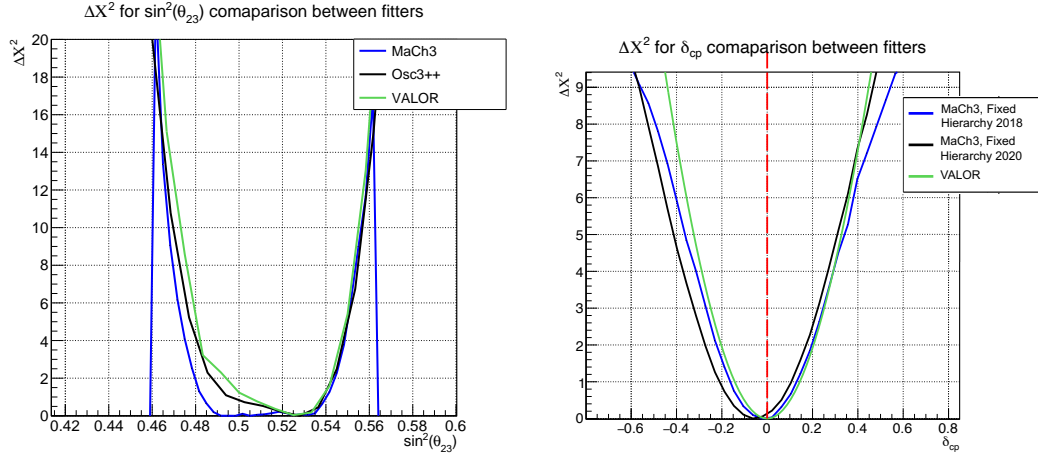 ΔX² for sin²(θ₂₃) comaparison between fitters
ΔX²
20
18
16
14
12
10
8
6
4
2
0
0.42 0.44 0.46 0.48 0.5 0.52 0.54 0.56 0.58 0.6
sin²(θ₂₃)
MaCh3
Osc3++
VALOR
ΔX² for δcp comaparison between fitters
ΔX²
9
8
7
6
5
4
3
2
1
0
−0.6 −0.4 −0.2 0 0.2 0.4 0.6 0.8
δcp
MaCh3, Fixed
Hierarchy 2018
MaCh3, Fixed
Hierarchy 2020
VALOR